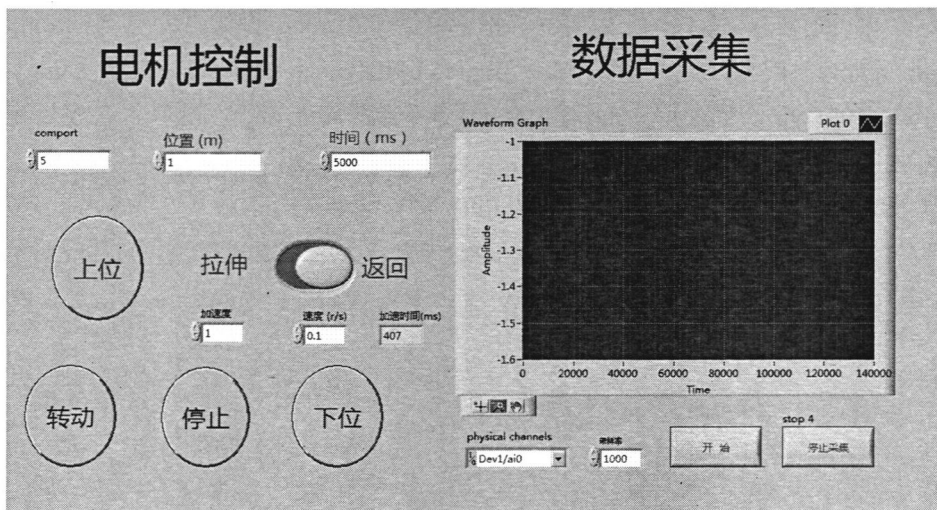 电机控制
comport
5
位置 (m)
1
时间（ms）
5000
上位
拉伸
返回
加速度
1
速度 (r/s)
0.1
加速时间(ms)
407
转动
停止
下位
数据采集
Waveform Graph
Plot 0
-1
-1.1
-1.2
-1.3
-1.4
-1.5
-1.6
Amplitude
0 20000 40000 60000 80000 100000 120000 140000
Time
physical channels
Dev1/ai0
采样率
1000
开 始
stop 4
停止采集